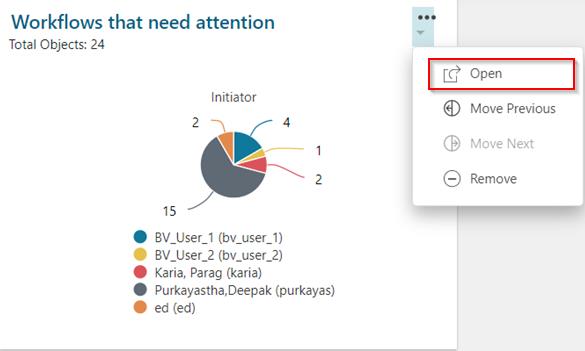 Workflows that need attention
•••
Total Objects: 24
Open
Move Previous
Move Next
Remove
Initiator
2
4
1
2
15
BV_User_1 (bv_user_1)
BV_User_2 (bv_user_2)
Karia, Parag (karia)
Purkayastha,Deepak (purkayas)
ed (ed)